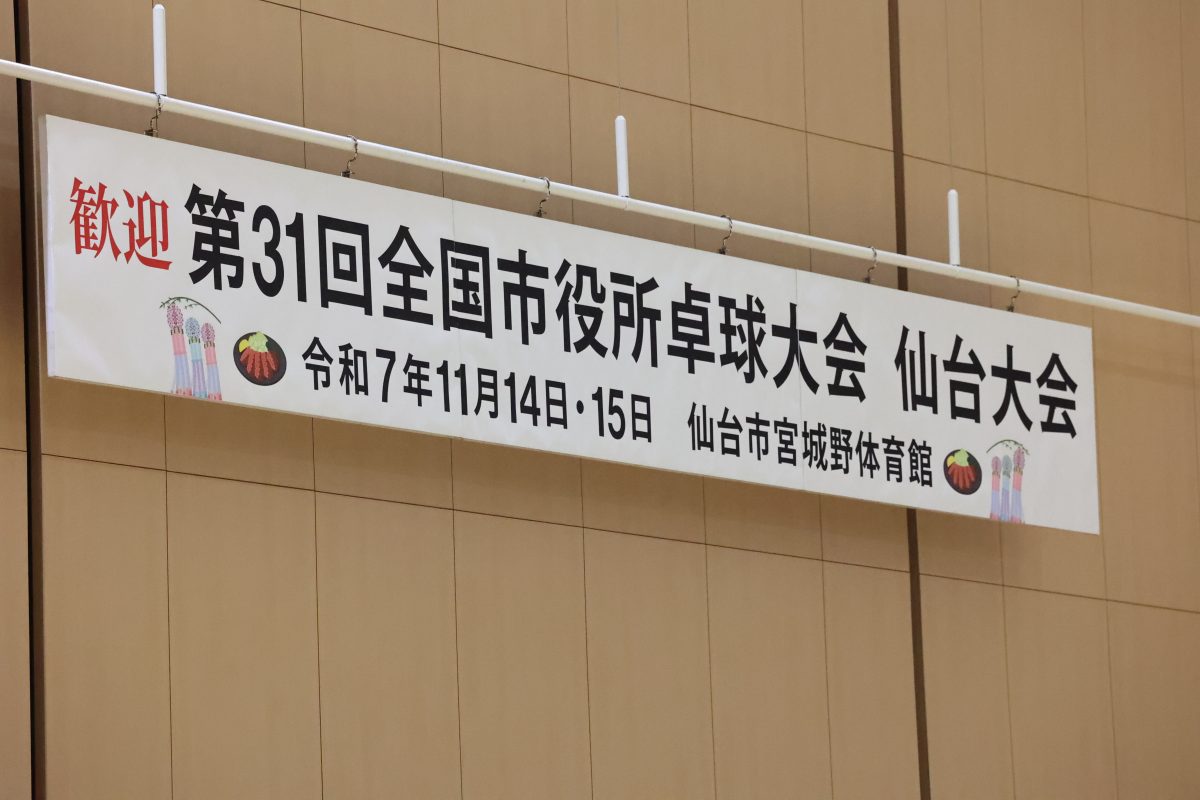 歓迎 第31回全国市役所卓球大会 仙台大会
令和7年11月14日・15日 仙台市宮城野体育館